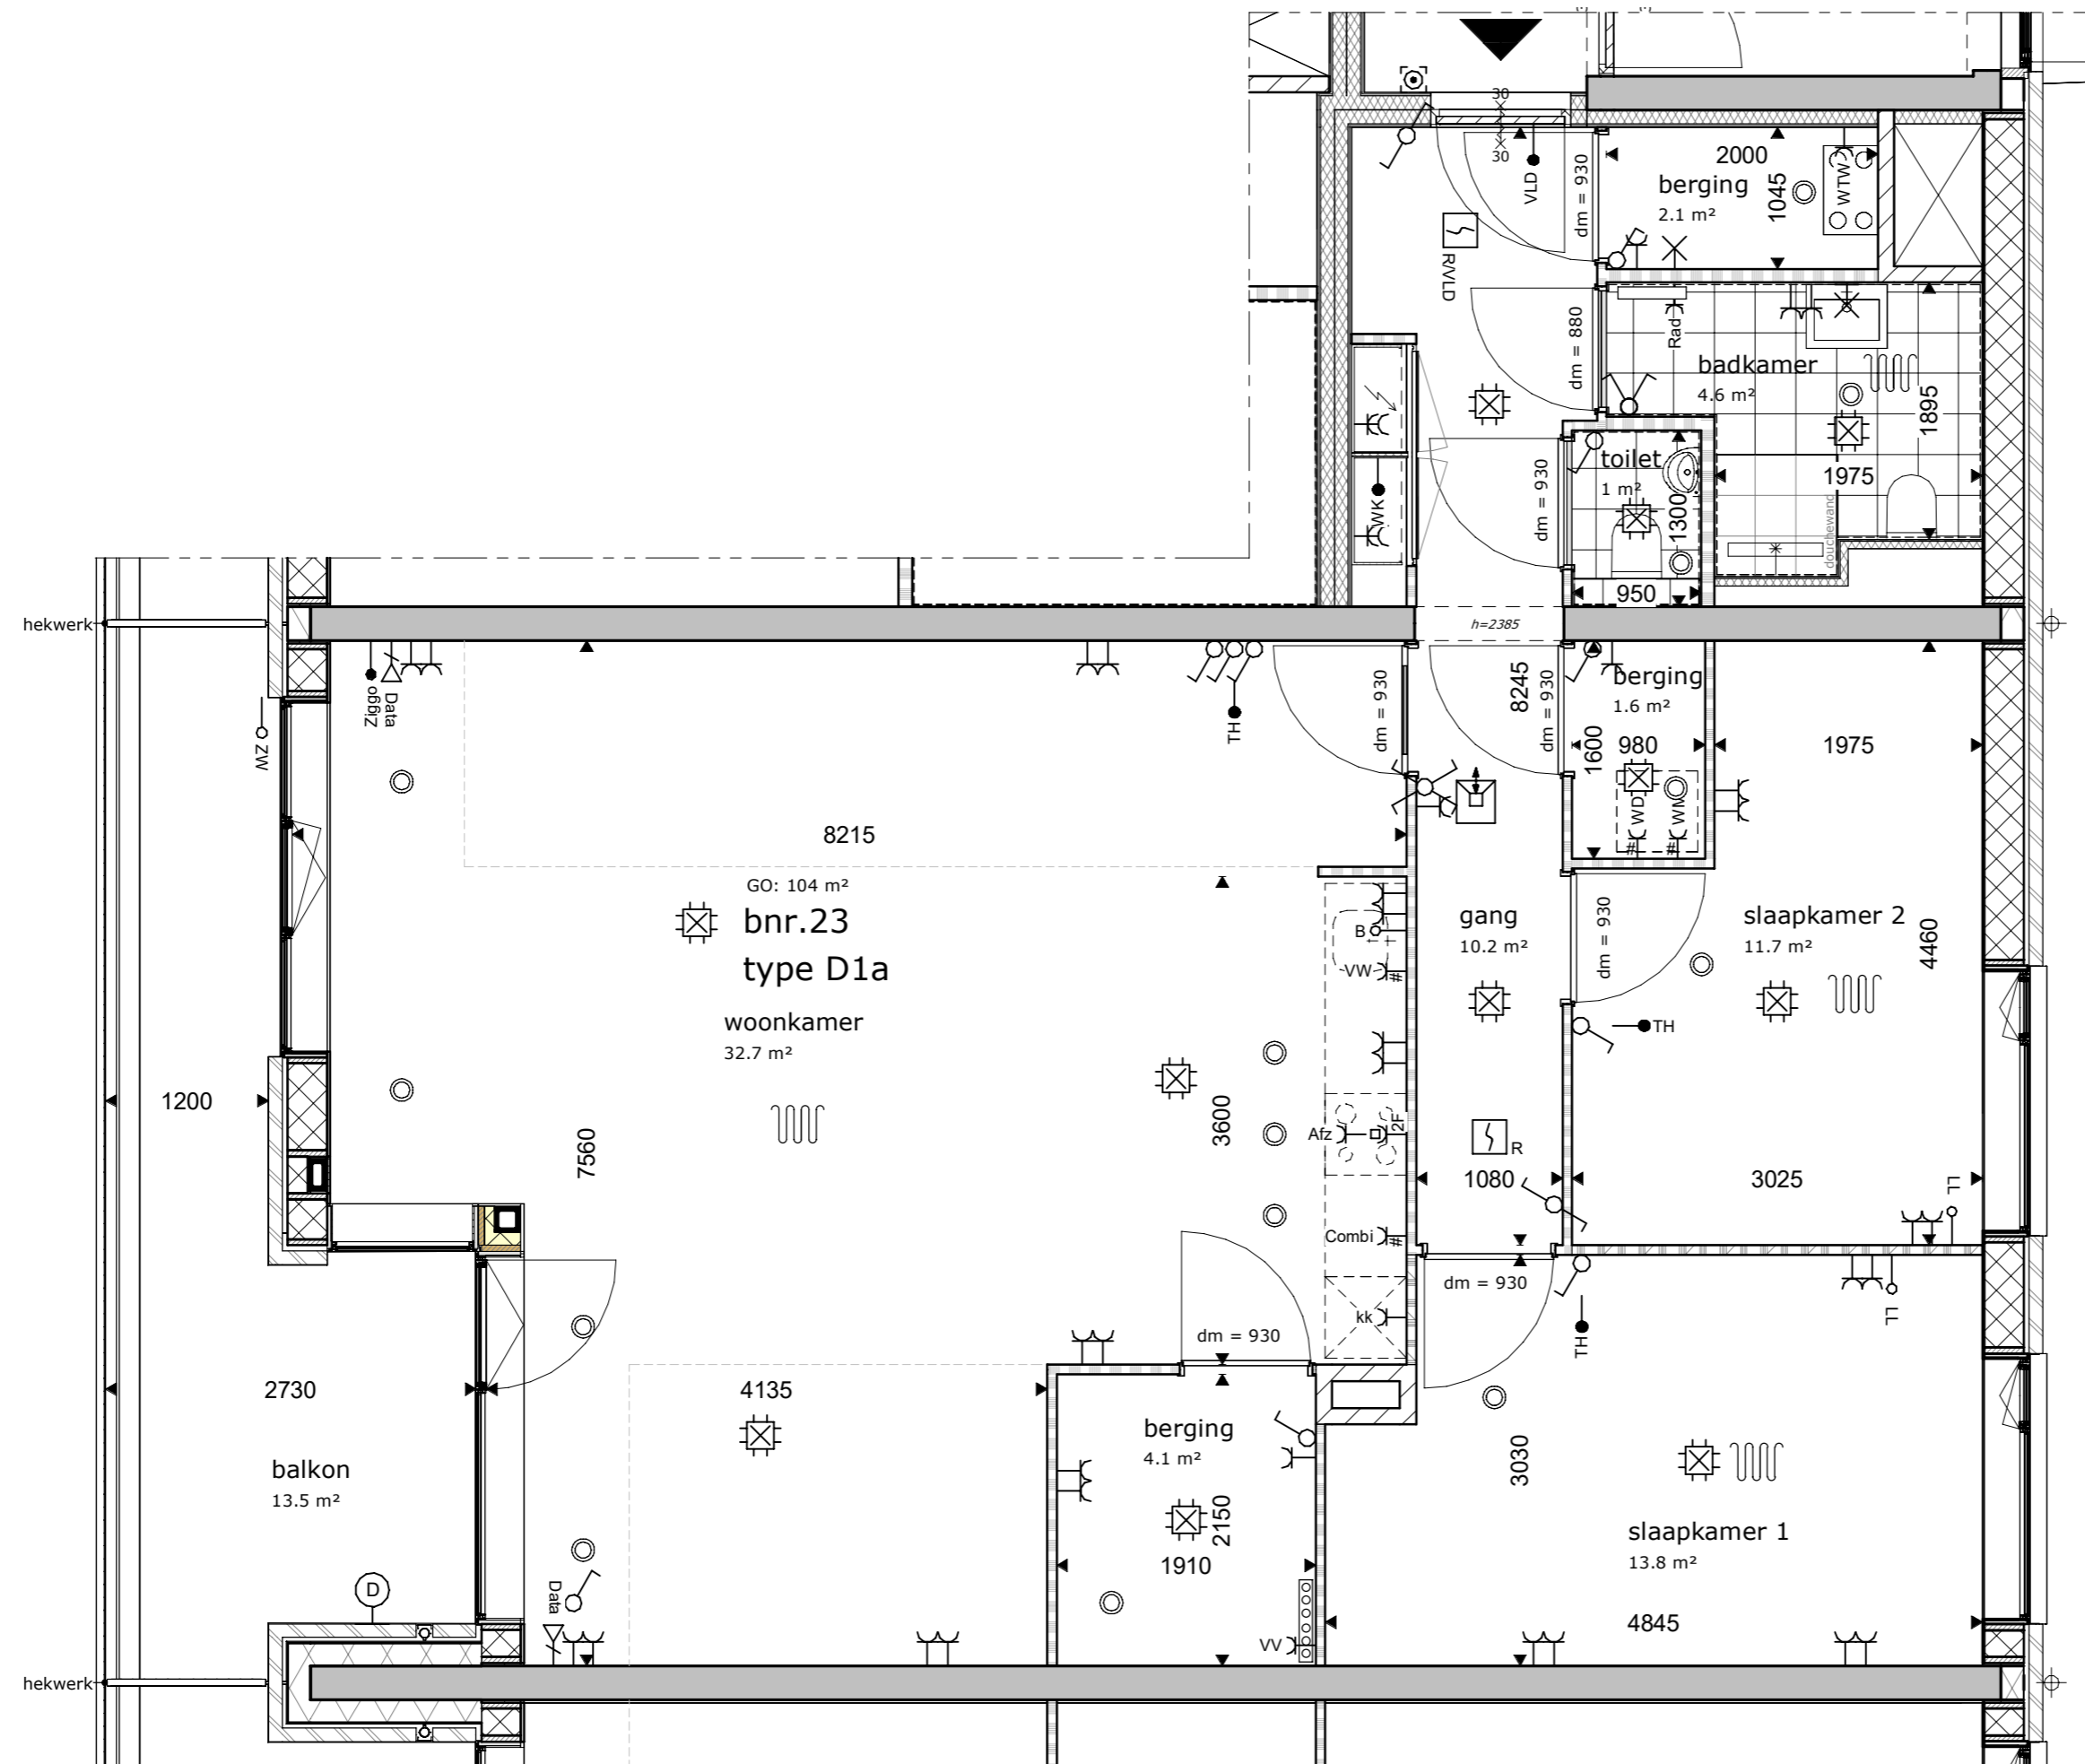 30
30
VLD
dm = 930
2000
berging
2.1 m²
1045
WTW
R/VLD
dm = 880
Rad
badkamer
4.6 m²
1895
1975
douchewand
toilet
1 m²
1300
950
dm = 930
WK
hekwerk
h=2385
Ziggo
Data
ZW
TH
dm = 930
8245
dm = 930
berging
1.6 m²
1600
980
WD
WM
#
#
1975
8215
GO: 104 m²
bnr.23
type D1a
woonkamer
32.7 m²
B
VW
#
gang
10.2 m²
dm = 930
slaapkamer 2
11.7 m²
4460
TH
1200
7560
3600
Afz
2F
R
1080
3025
LL
Combi
#
kk
dm = 930
dm = 930
TH
LL
2730
4135
balkon
13.5 m²
berging
4.1 m²
2150
1910
3030
slaapkamer 1
13.8 m²
4845
D
Data
VV
hekwerk